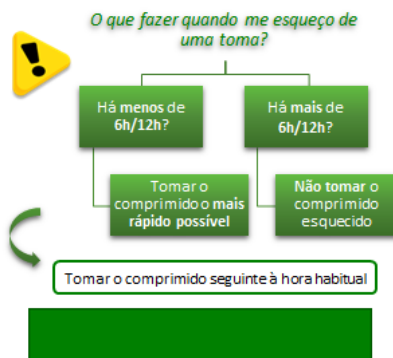 O que fazer quando me esqueço de
uma toma?
Há menos de
6h/12h?
Há mais de
6h/12h?
Tomar o
comprimido o mais
rápido possível
Não tomar o
comprimido
esquecido
Tomar o comprimido seguinte à hora habitual